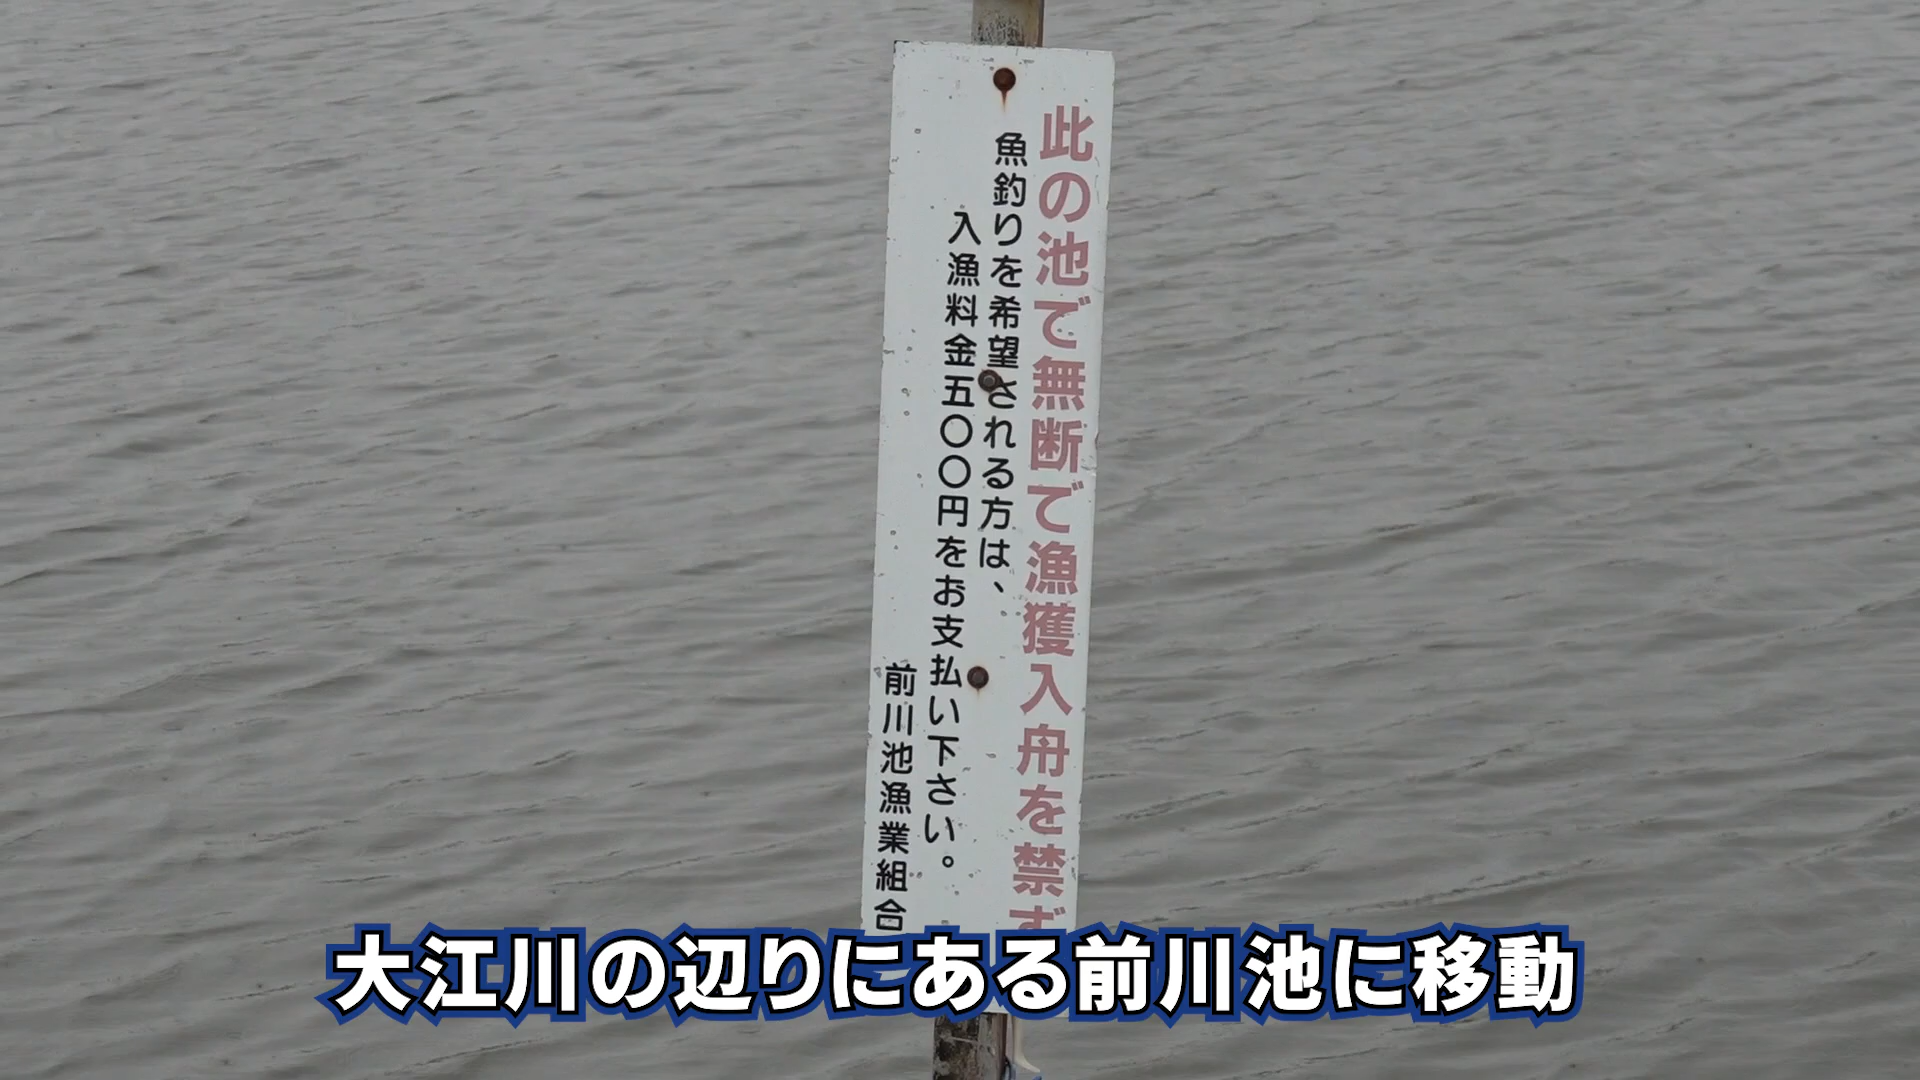 此の池で無断で漁獲入舟を禁ず
魚釣りを希望される方は、
入漁料金五〇〇円をお支払い下さい。
前川池漁業組合
大江川の辺りにある前川池に移動